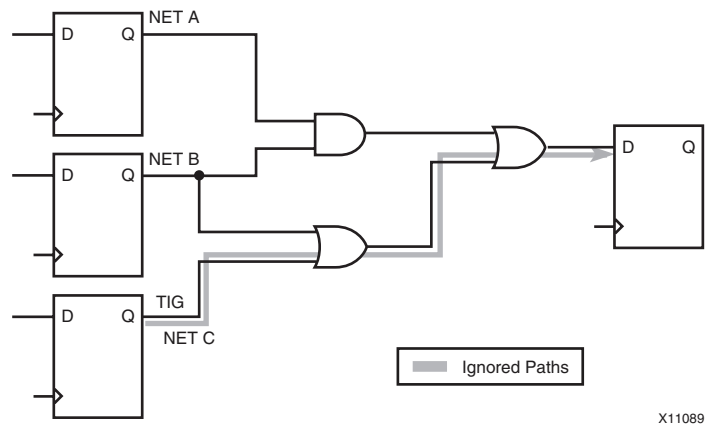 NET A
D Q
NET B
D Q
D Q
TIG
D Q
NET C
Ignored Paths
X11089